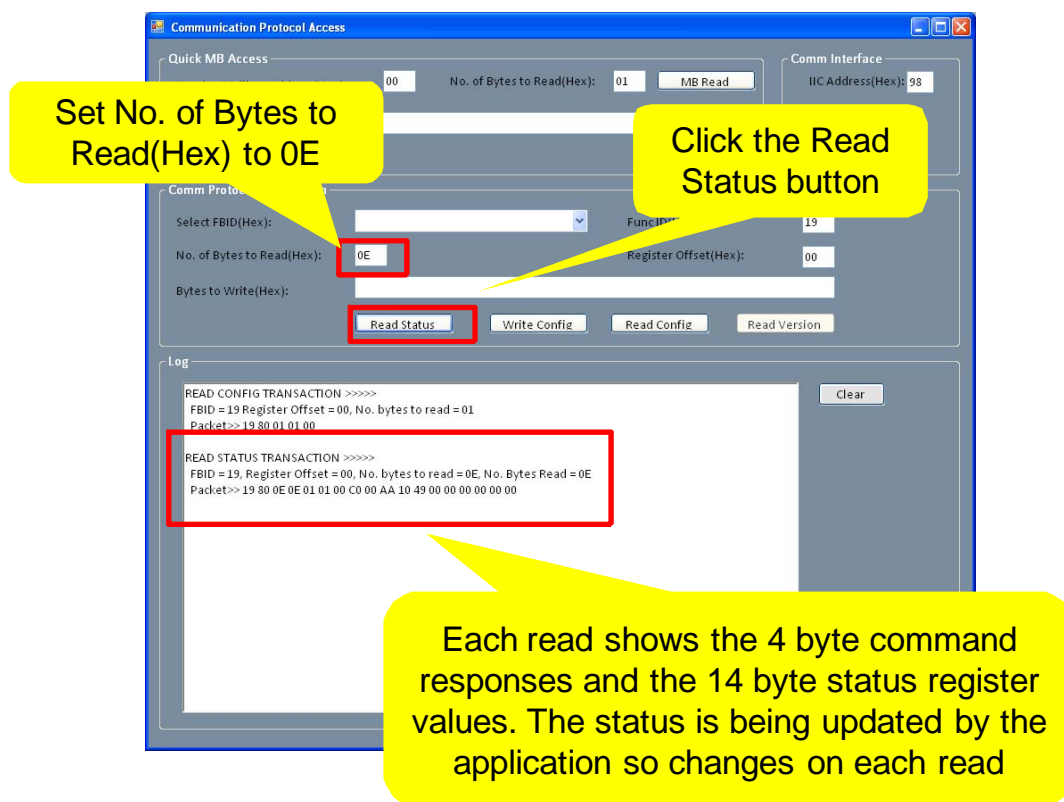 Communication Protocol Access
Quick MB Access
Comm Interface
00
No. of Bytes to Read(Hex):
01
MB Read
IIC Address(Hex):
98
Set No. of Bytes to
Read(Hex) to 0E
Click the Read
Status button
Comm Proto
Select FBID(Hex):
Func ID(
19
No. of Bytes to Read(Hex):
0E
Register Offset(Hex):
00
Bytes to Write(Hex):
Read Status
Write Config
Read Config
Read Version
Log
READ CONFIG TRANSACTION >>>>>
FBID = 19 Register Offset = 00, No. bytes to read = 01
Packet>> 19 80 01 01 00
READ STATUS TRANSACTION >>>>>
FBID = 19, Register Offset = 00, No. bytes to read = 0E, No. Bytes Read = 0E
Packet>> 19 80 0E 0E 01 01 00 C0 00 AA 10 49 00 00 00 00 00 00
Clear
Each read shows the 4 byte command
responses and the 14 byte status register
values. The status is being updated by the
application so changes on each read